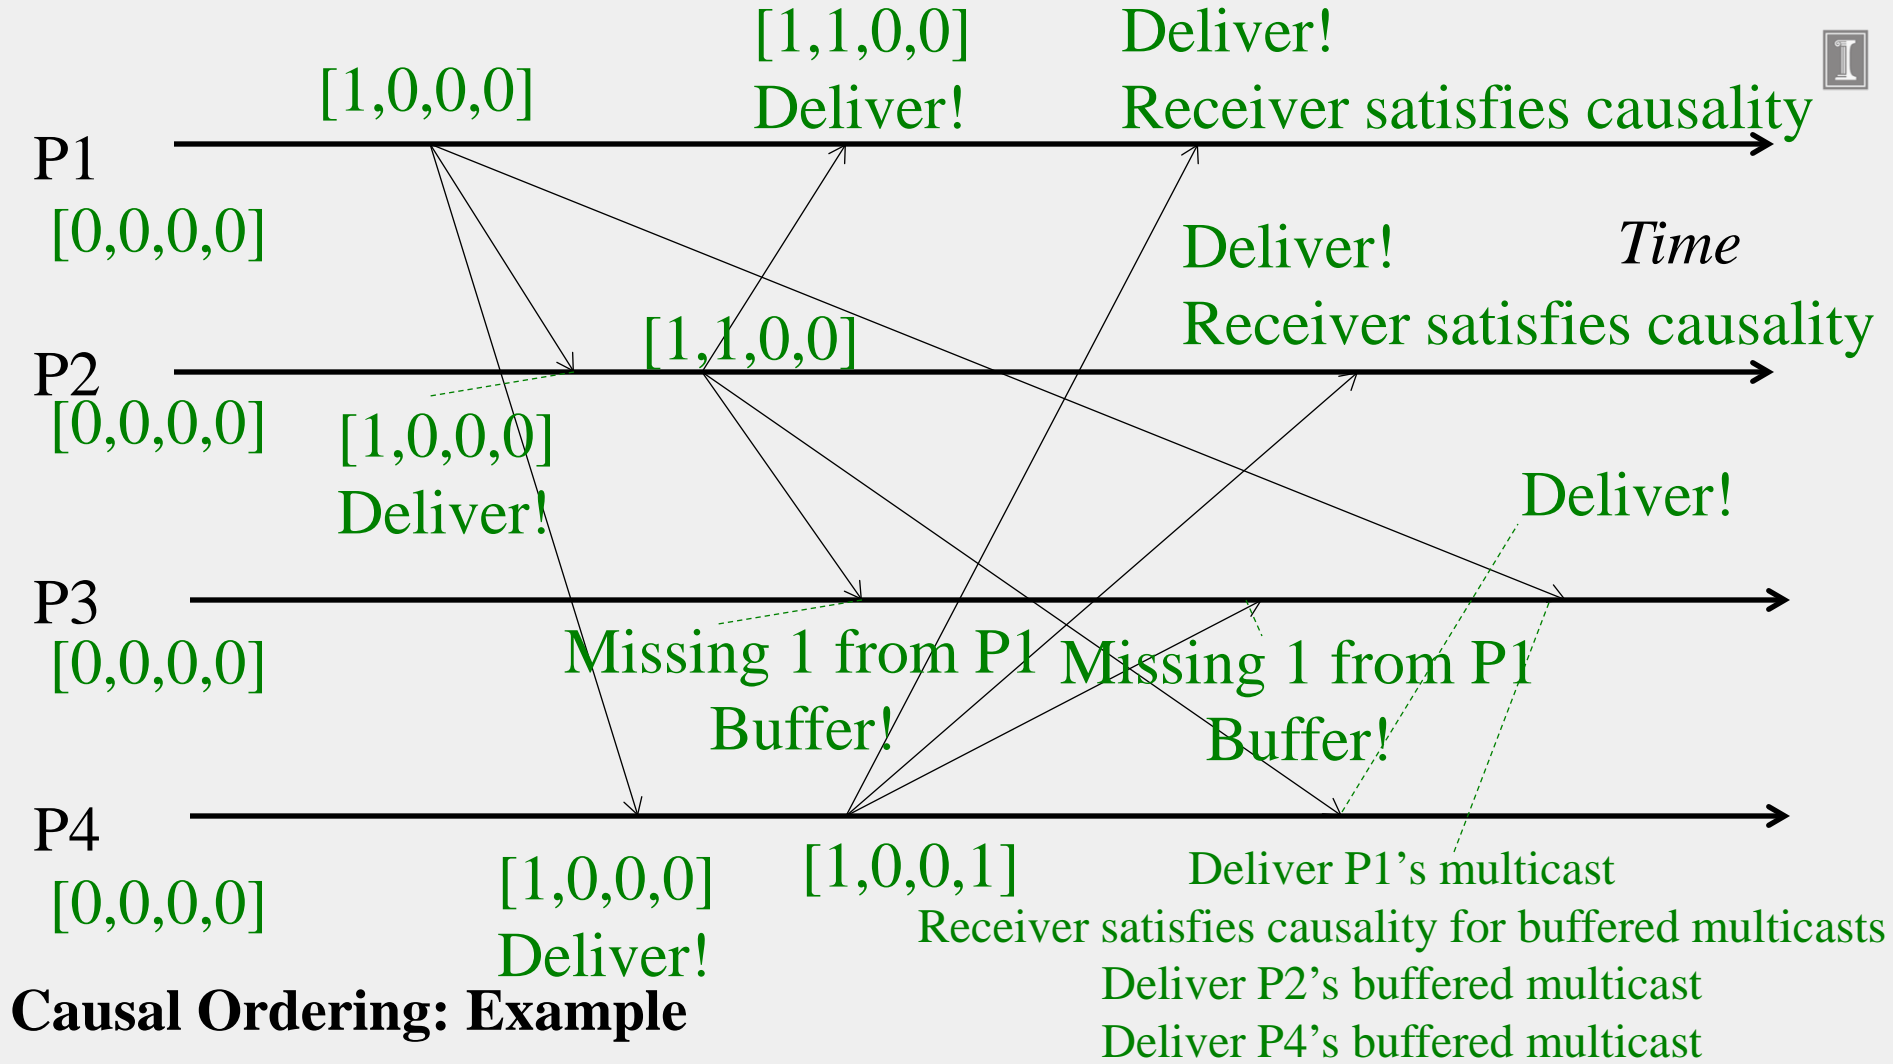 [1,1,0,0]
Deliver!
Deliver!
Receiver satisfies causality
[1,0,0,0]
P1
[0,0,0,0]
Time
Deliver!
Receiver satisfies causality
[1,1,0,0]
P2
[0,0,0,0]
[1,0,0,0]
Deliver!
Deliver!
P3
[0,0,0,0]
Missing 1 from P1
Buffer!
Missing 1 from P1
Buffer!
P4
[0,0,0,0]
[1,0,0,0]
Deliver!
[1,0,0,1]
Deliver P1’s multicast
Receiver satisfies causality for buffered multicasts
Deliver P2’s buffered multicast
Deliver P4’s buffered multicast
Causal Ordering: Example